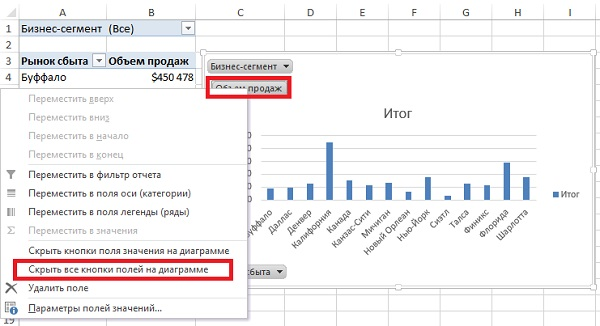 A B C D E F G H I
1 Бизнес-сегмент (Все)
2
3 Рынок сбыта Объем продаж
4 Буффало $450 478
Бизнес-сегмент
Объем продаж
Переместить вверх
Переместить вниз
Переместить в начало
Переместить в конец
Переместить в фильтр отчета
Переместить в поля оси (категории)
Переместить в поля легенды (ряды)
Переместить в значения
Скрыть кнопки поля значения на диаграмме
Скрыть все кнопки полей на диаграмме
Удалить поле
Параметры полей значений...
19
Итог
Итог
Буффало
Даллас
Денвер
Калифорния
Канада
Канзас-Сити
Мичиган
Новый Орлеан
Нью-Йорк
Сиэтл
Талса
Финикс
Флорида
Шарлотта
сбыта